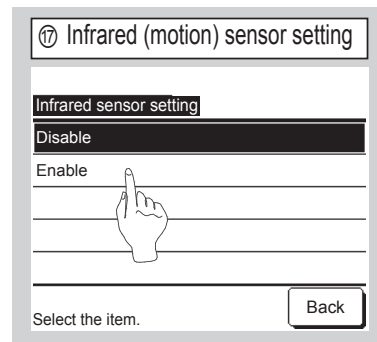 ⑰ Infrared (motion) sensor setting
Infrared sensor setting
Disable
Enable
Select the item.
Back